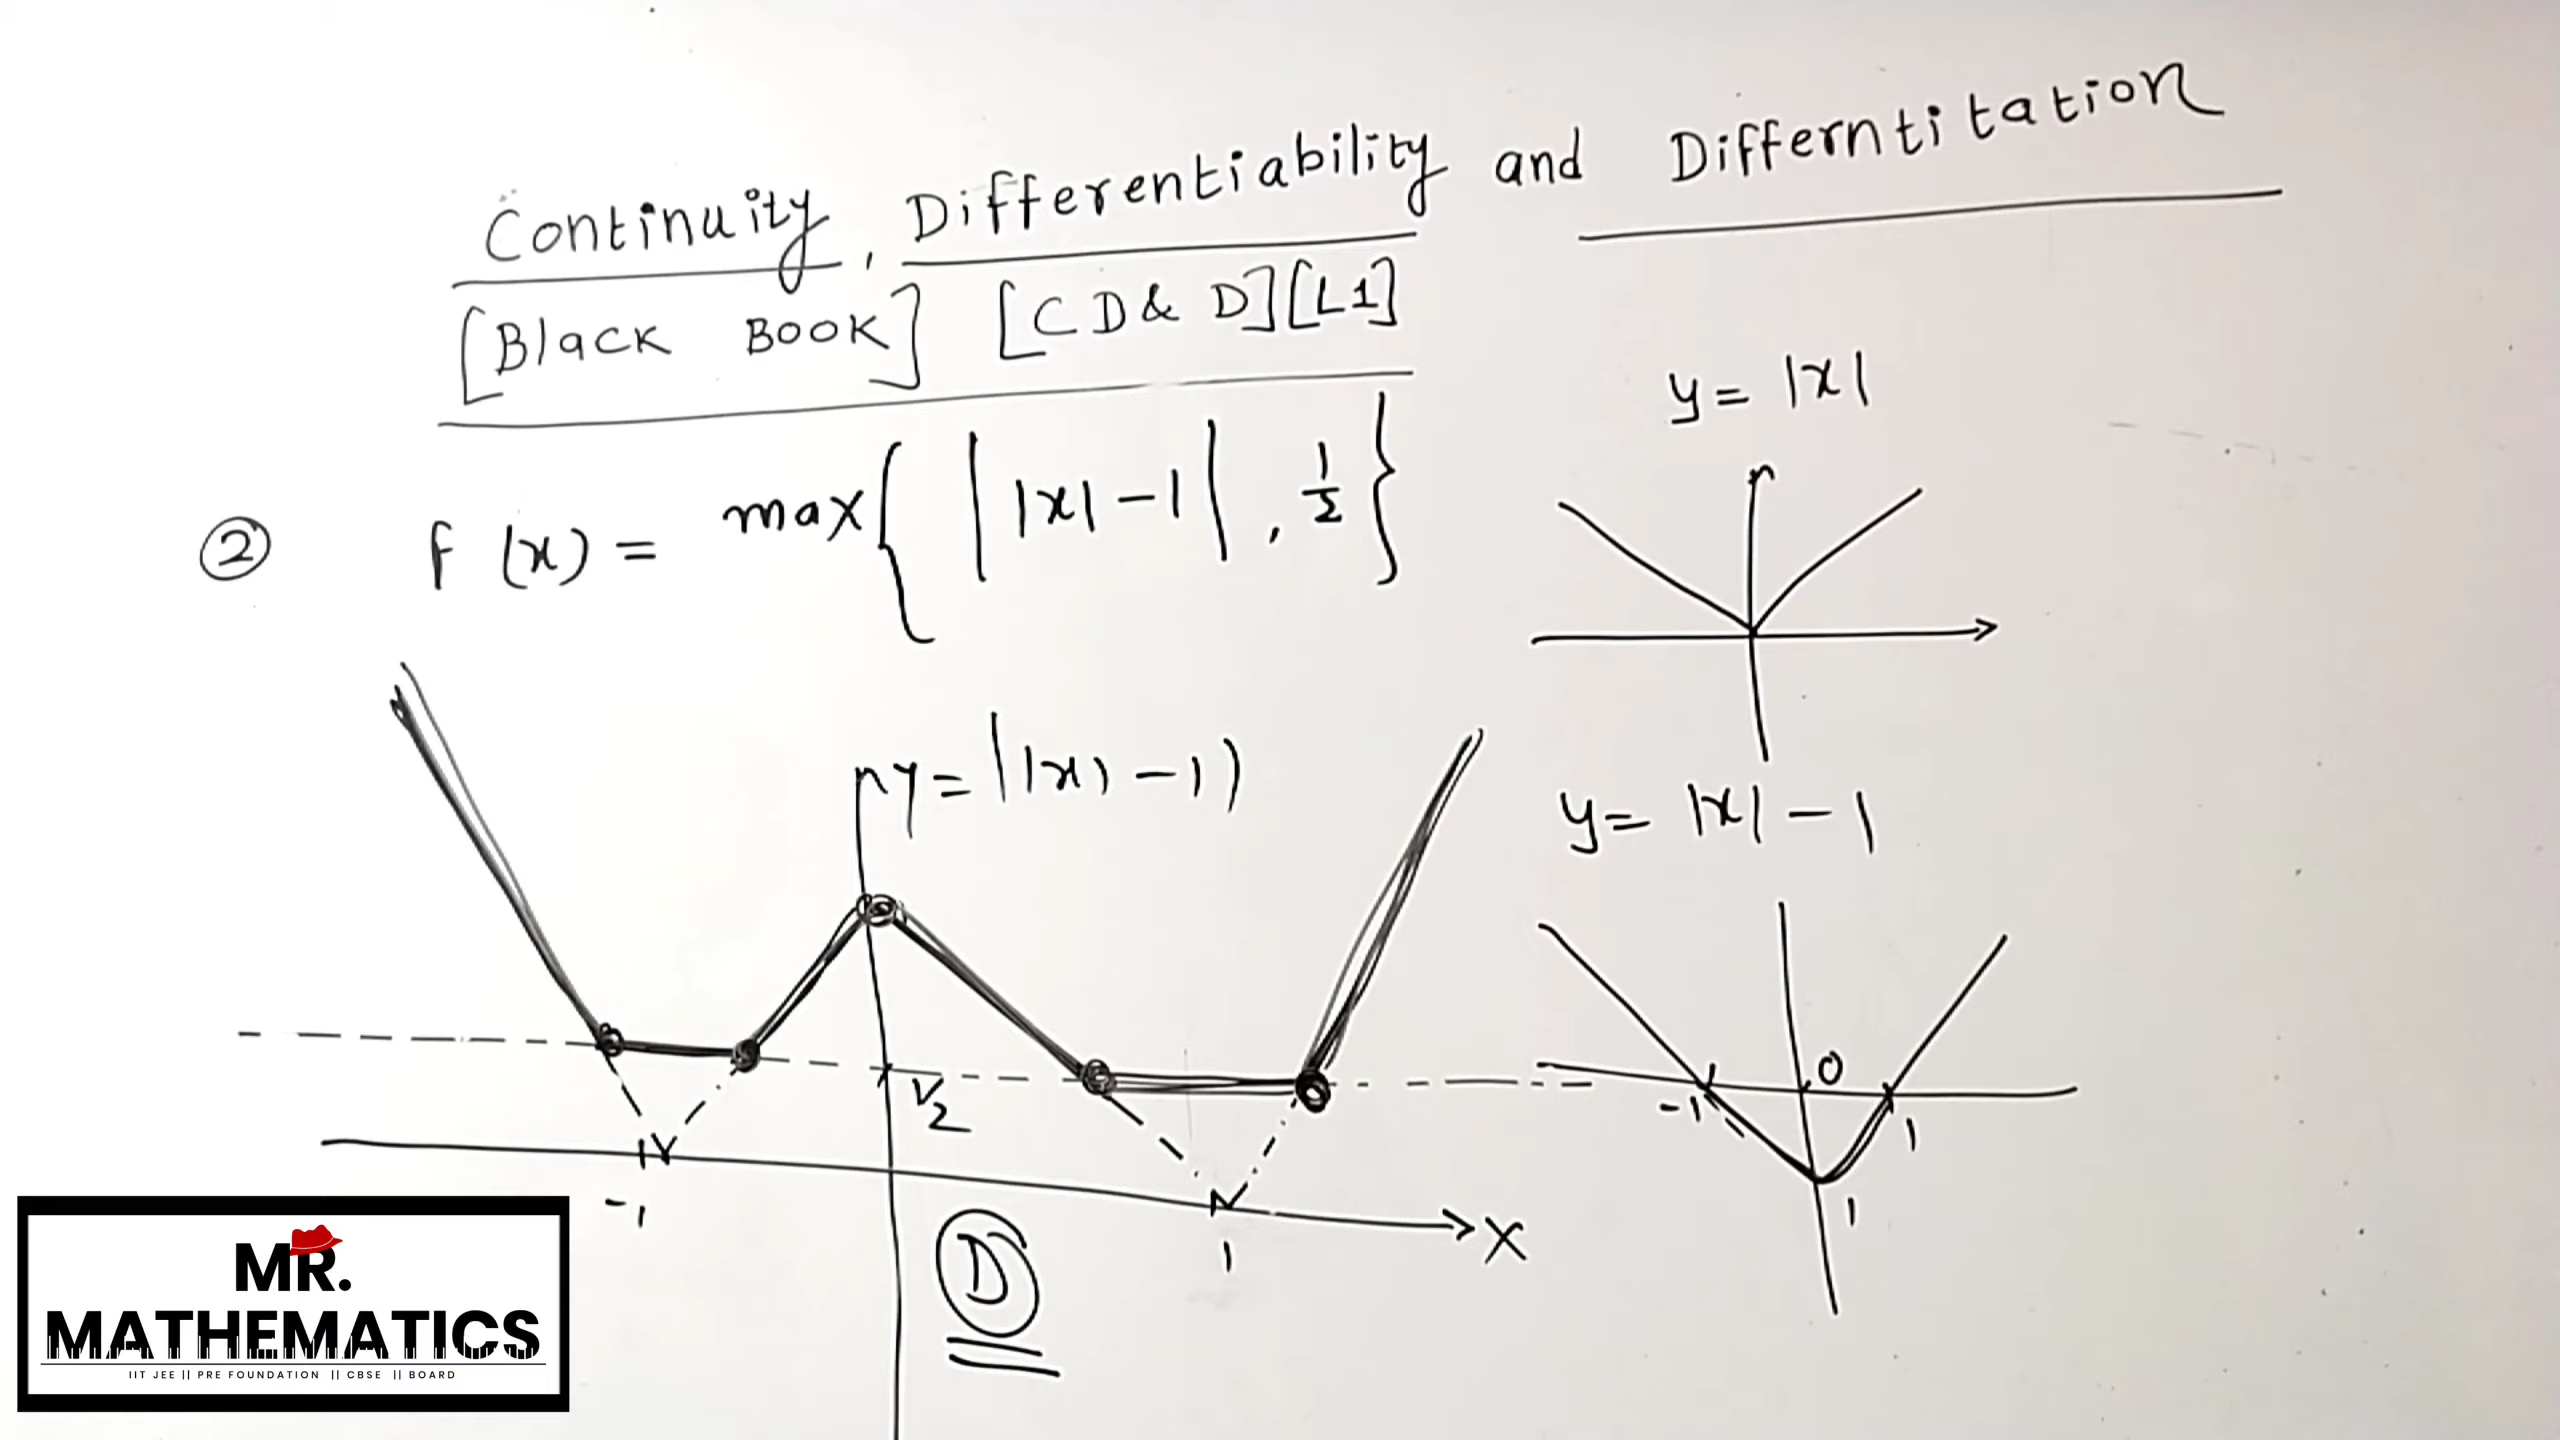 Continuity, Differentiability and Differntitation
[Black BOOK] [CD & D][L1]
② f(x) = max{ ||x|-1|, 1/2 }
y = |x|
y = ||x|-1|
y = |x| - 1
1/2
-1
1
X
D
0
-1
1
1
MR.
MATHEMATICS
IIT JEE || PRE FOUNDATION || CBSE || BOARD